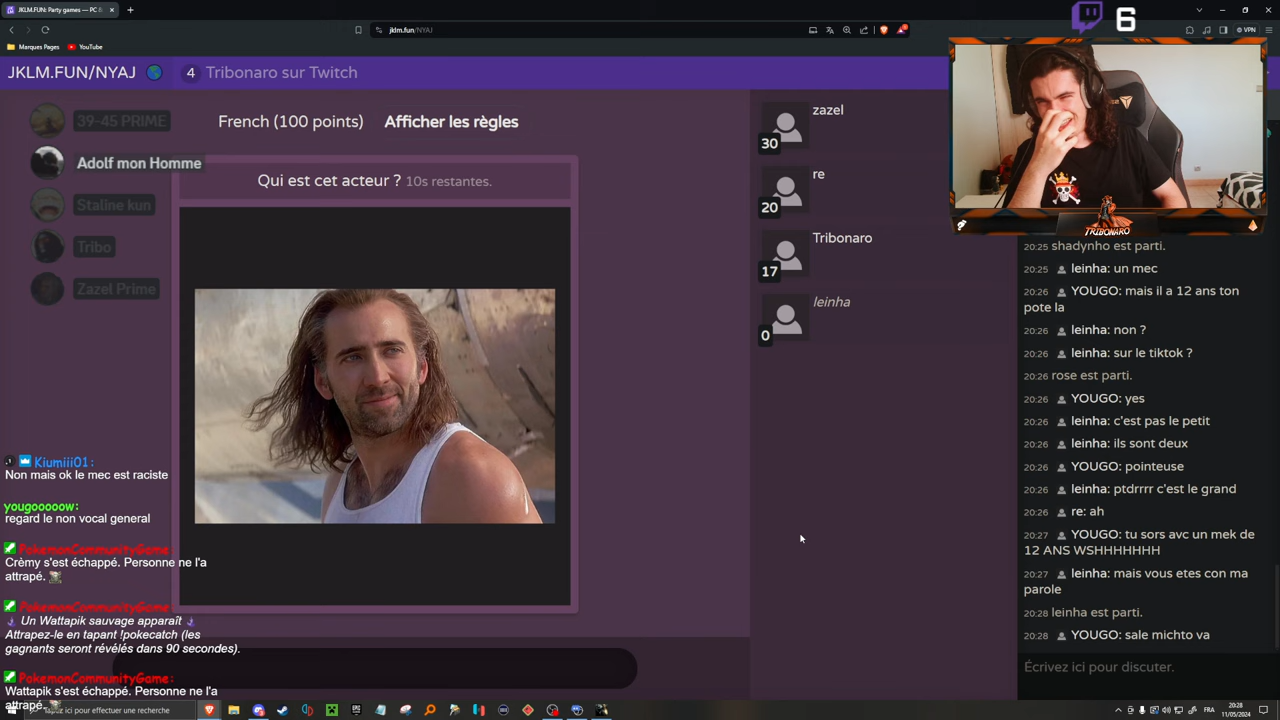 JKLM.FUN: Party games — PC 6
jklm.fun/NYAJ
VPN
Marques Pages
YouTube
6
JKLM.FUN/NYAJ
4 Tribonaro sur Twitch
39-45 PRIME
Adolf mon Homme
Staline kun
Tribo
Zazel Prime
French (100 points)
Afficher les règles
Qui est cet acteur ? 10s restantes.
zazel
30
re
20
Tribonaro
17
leinha
0
TRIBONARO
20:25 shadynho est parti.
20:25 leinha: un mec
20:26 YOUGO: mais il a 12 ans ton
pote la
20:26 leinha: non ?
20:26 leinha: sur le tiktok ?
20:26 rose est parti.
20:26 YOUGO: yes
20:26 leinha: c'est pas le petit
20:26 leinha: ils sont deux
20:26 YOUGO: pointeuse
20:26 leinha: ptdrrrr c'est le grand
20:26 re: ah
20:27 YOUGO: tu sors avc un mek de
12 ANS WSHHHHHHH
20:27 leinha: mais vous etes con ma
parole
20:28 leinha est parti.
20:28 YOUGO: sale michto va
Écrivez ici pour discuter.
Kiumiii01:
Non mais ok le mec est raciste
yougooooow:
regard le non vocal general
PokemonCommunityGame:
Crèmy s'est échappé. Personne ne l'a
attrapé.
PokemonCommunityGame:
Un Wattapik sauvage apparaît
Attrapez-le en tapant !pokecatch (les
gagnants seront révélés dans 90 secondes).
PokemonCommunityGame:
Wattapik s'est échappé. Personne ne l'a
attrapé.
Tapez ici pour effectuer une recherche
FRA
20:28
11/05/2024